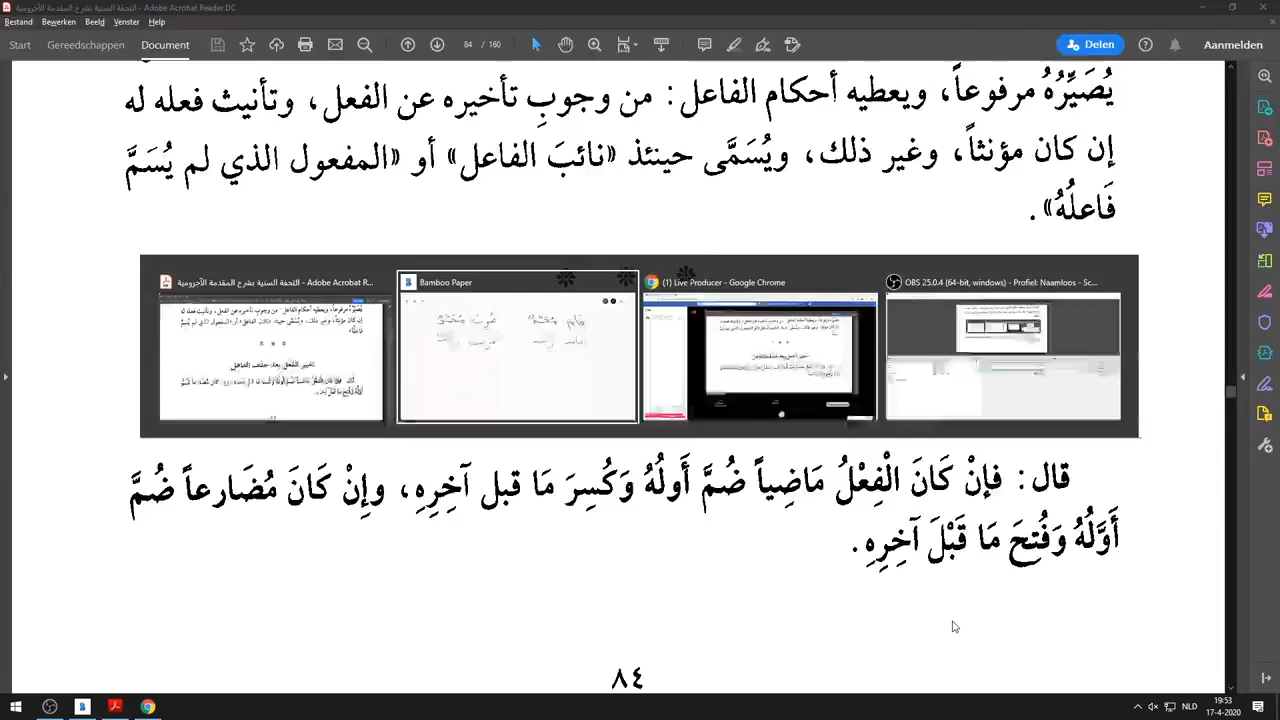 التحفة السنية بشرح المقدمة الآجرومية - Adobe Acrobat Reader DC
Bestand Bewerken Beeld Venster Help
Start Gereedschappen Document 84 / 160 Delen Aanmelden
يُصَيِّرُهُ مرفوعاً، ويعطيه أحكام الفاعل: من وجوبِ تأخيره عن الفعل، وتأنيث فعله له
إن كان مؤنثاً، وغير ذلك، ويُسَمَّى حينئذ «نائبَ الفاعل» أو «المفعول الذي لم يُسَمَّ
فَاعلُهُ».
التحفة السنية بشرح المقدمة الآجرومية - Adobe Acrobat R...
Bamboo Paper
(1) Live Producer - Google Chrome
OBS 25.0.4 (64-bit, windows) - Profiel: Naamloos - Sc...
قال: فإنْ كَانَ الْفِعْلُ مَاضِياً ضُمَّ أَولُهُ وَكُسِرَ مَا قبل آخِرِهِ، وإِنْ كَانَ مُضَارعاً ضُمَّ
أَوَّلُهُ وَفُتِحَ مَا قَبْلَ آخِرِهِ.
٨٤
NLD
19:53
17-4-2020